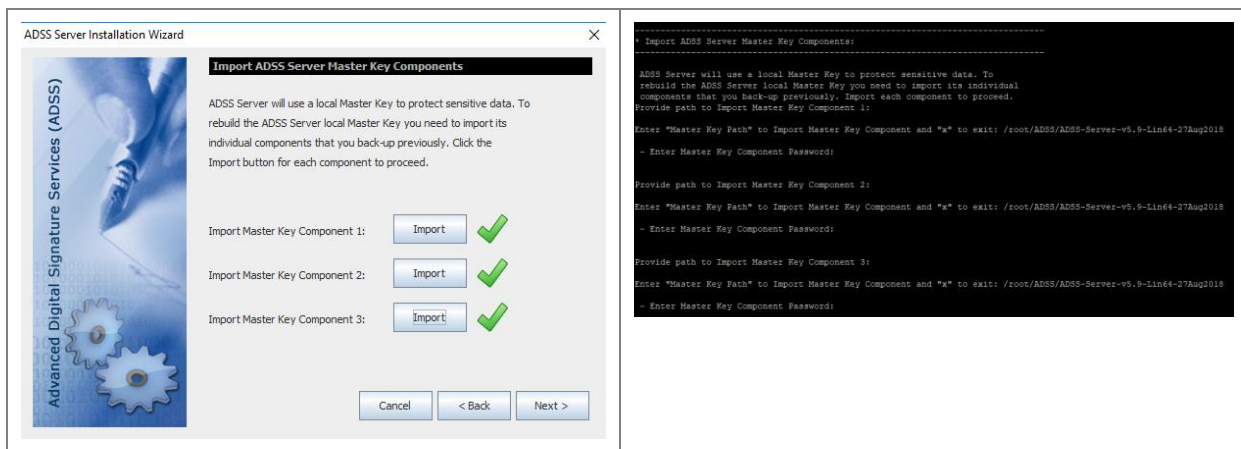 ADSS Server Installation Wizard
Advanced Digital Signature Services (ADSS)
Import ADSS Server Master Key Components
ADSS Server will use a local Master Key to protect sensitive data. To
rebuild the ADSS Server local Master Key you need to import its
individual components that you back-up previously. Click the
Import button for each component to proceed.
Import Master Key Component 1:
Import
Import Master Key Component 2:
Import
Import Master Key Component 3:
Import
Cancel
< Back
Next >
* Import ADSS Server Master Key Components:
ADSS Server will use a local Master Key to protect sensitive data. To
rebuild the ADSS Server local Master Key you need to import its individual
components that you back-up previously. Import each component to proceed.
Provide path to Import Master Key Component 1:
Enter "Master Key Path" to Import Master Key Component and "x" to exit: /root/ADSS/ADSS-Server-v5.9-Lin64-27Aug2018
- Enter Master Key Component Password:
Provide path to Import Master Key Component 2:
Enter "Master Key Path" to Import Master Key Component and "x" to exit: /root/ADSS/ADSS-Server-v5.9-Lin64-27Aug2018
- Enter Master Key Component Password:
Provide path to Import Master Key Component 3:
Enter "Master Key Path" to Import Master Key Component and "x" to exit: /root/ADSS/ADSS-Server-v5.9-Lin64-27Aug2018
- Enter Master Key Component Password: